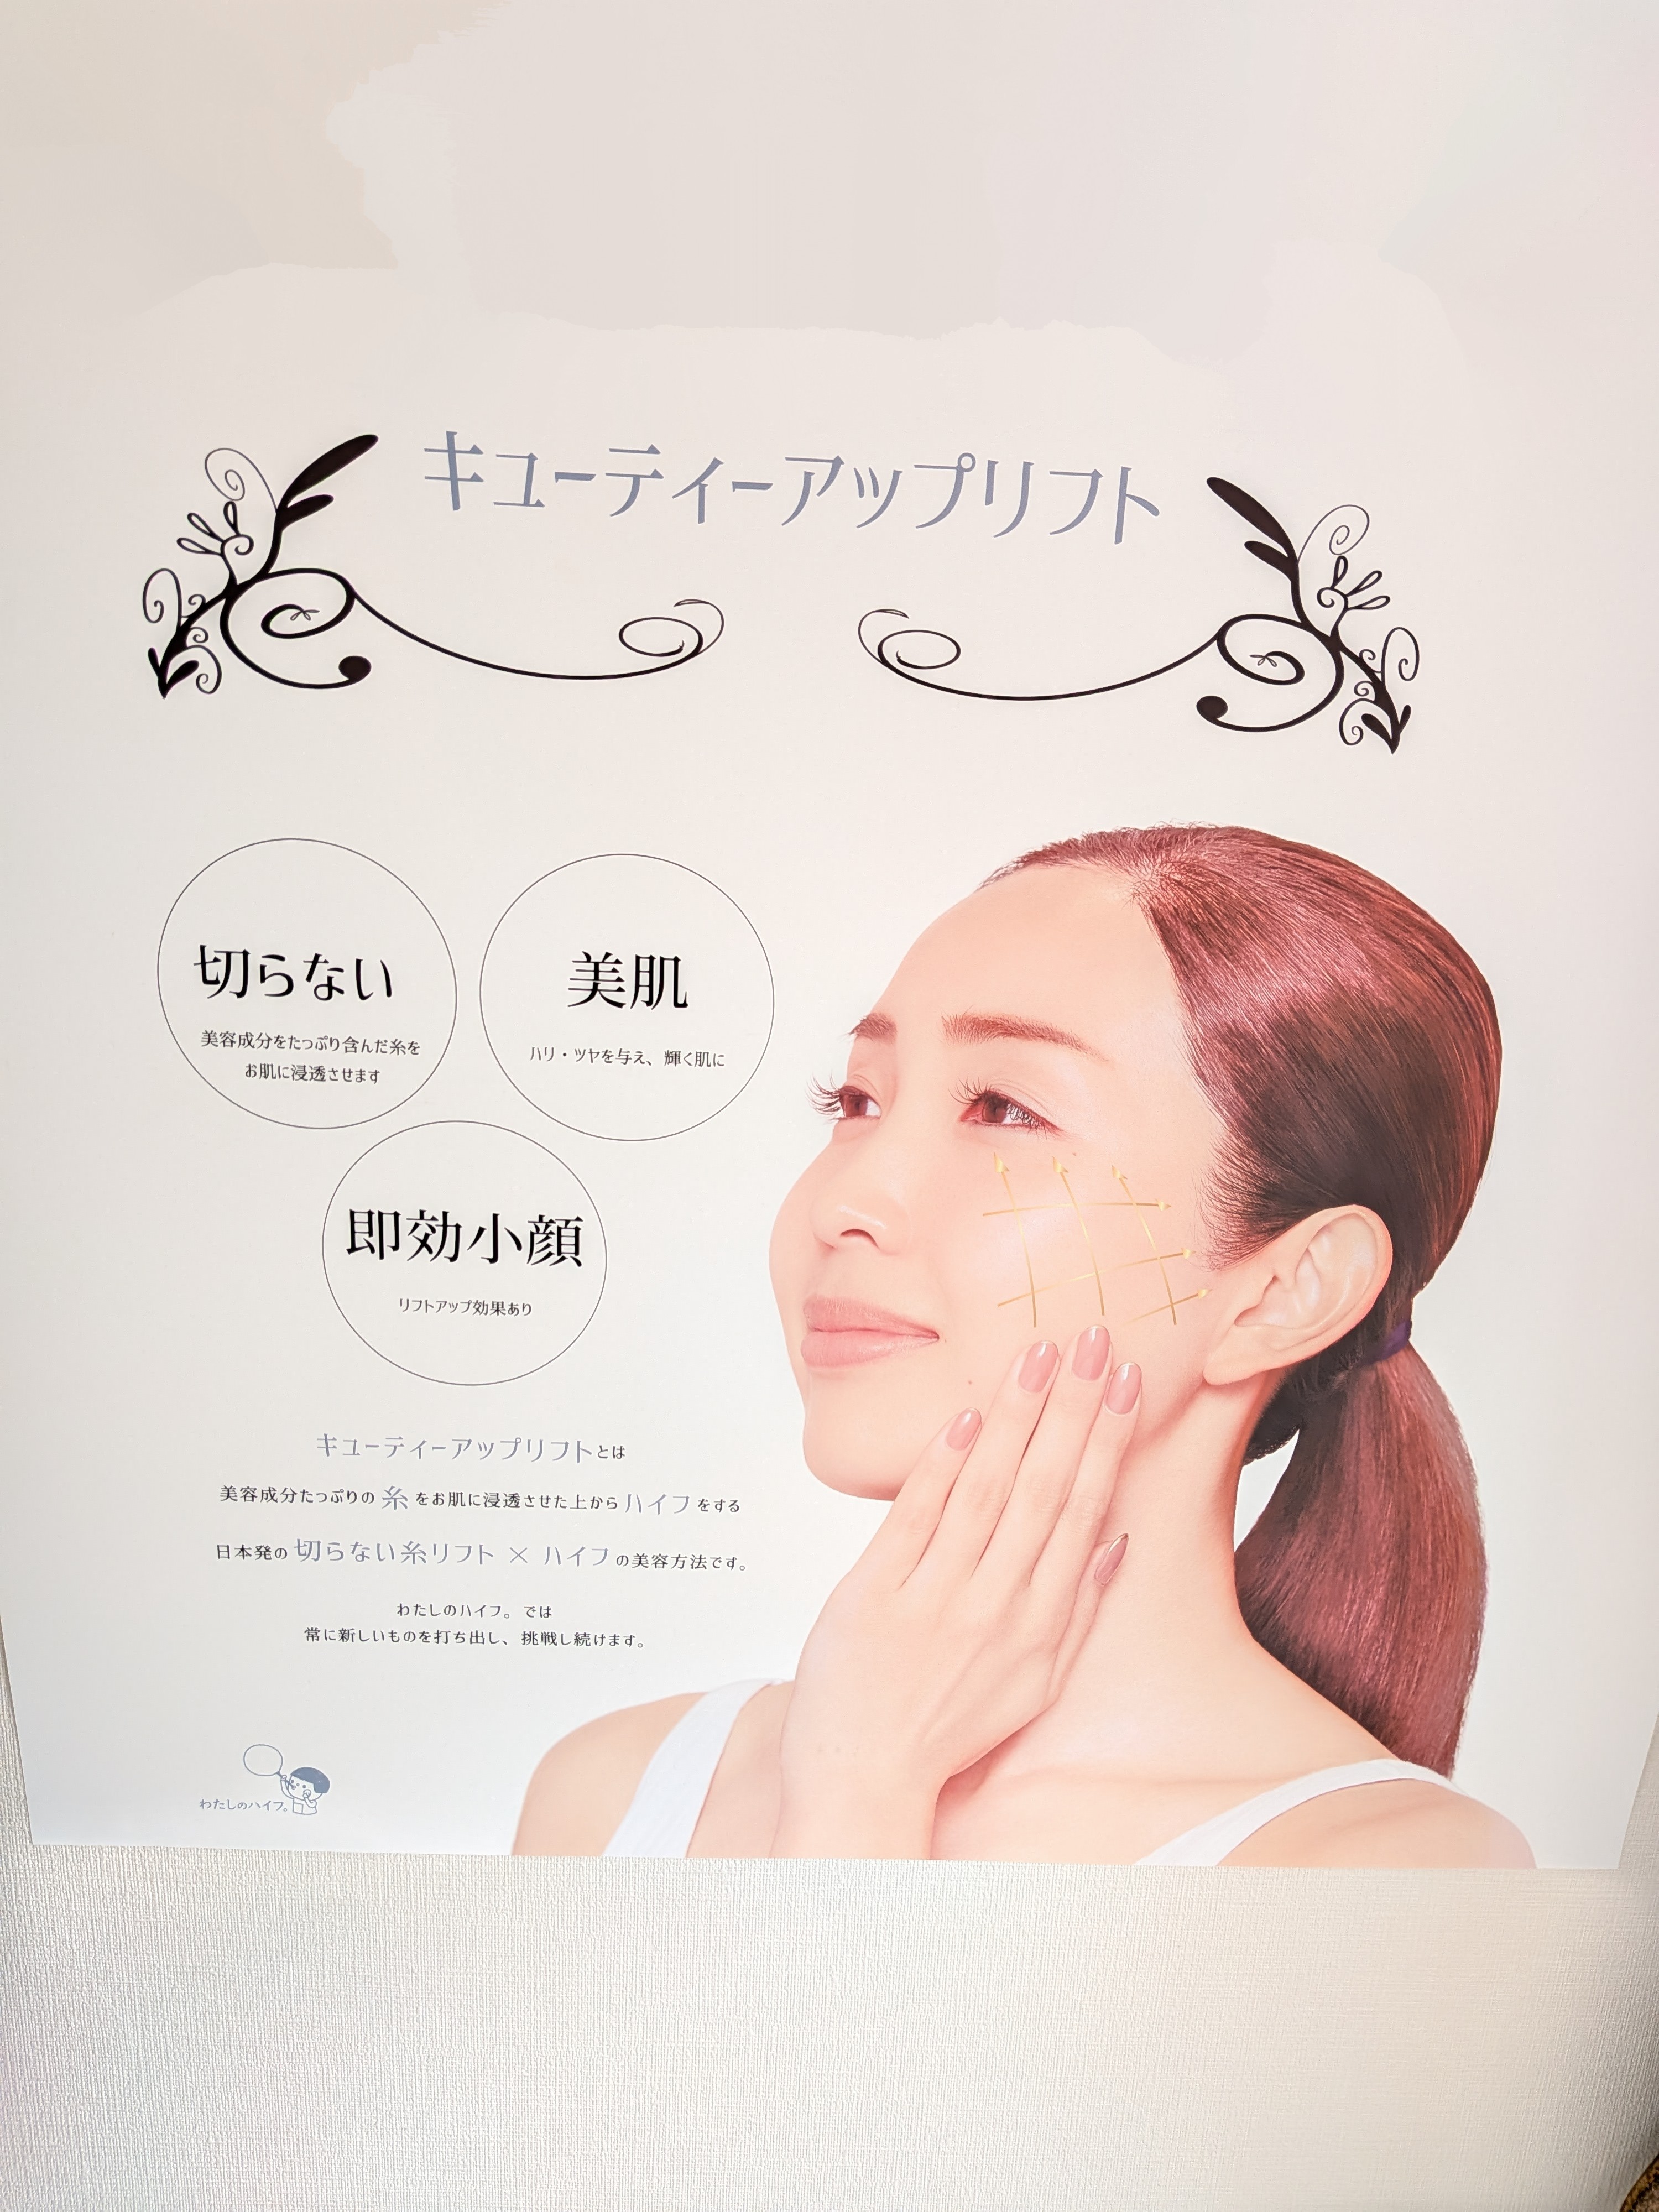 キューティーアップリフト
切らない
美容成分をたっぷり含んだ糸を
お肌に浸透させます
美肌
ハリ・ツヤを与え、輝く肌に
即効小顔
リフトアップ効果あり
キューティーアップリフトとは
美容成分たっぷりの 糸 をお肌に浸透させた上から ハイフ をする
日本発の 切らない糸リフト × ハイフ の美容方法です。
わたしのハイフ。では
常に新しいものを打ち出し、挑戦し続けます。
わたしのハイフ。